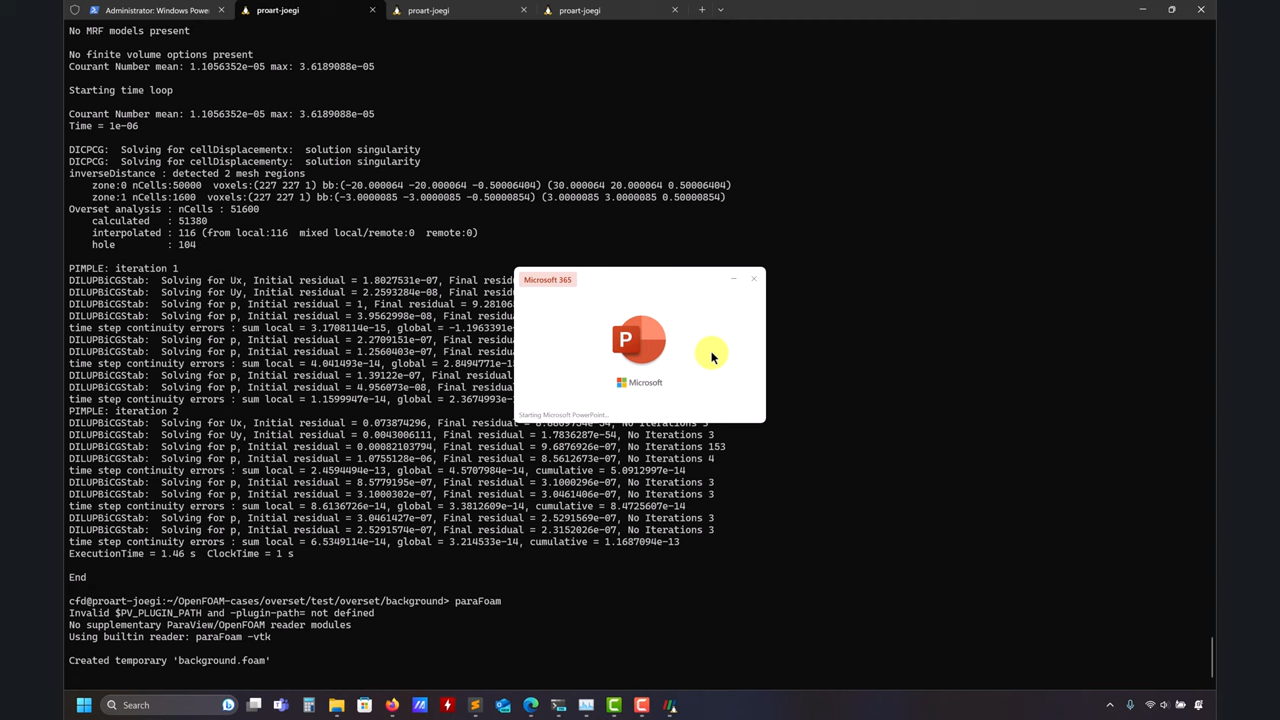 Administrator: Windows Power
proart-joegi
proart-joegi
proart-joegi
No MRF models present
No finite volume options present
Courant Number mean: 1.1056352e-05 max: 3.6189088e-05
Starting time loop
Courant Number mean: 1.1056352e-05 max: 3.6189088e-05
Time = 1e-06
DICPCG:  Solving for cellDisplacementx:  solution singularity
DICPCG:  Solving for cellDisplacementy:  solution singularity
inverseDistance : detected 2 mesh regions
zone:0 nCells:50000  voxels:(227 227 1) bb:(-20.000064 -20.000064 -0.50006404) (30.000064 20.000064 0.50006404)
zone:1 nCells:1600  voxels:(227 227 1) bb:(-3.0000085 -3.0000085 -0.50000854) (3.0000085 3.0000085 0.50000854)
Overset analysis : nCells : 51600
calculated   : 51380
interpolated : 116 (from local:116  mixed local/remote:0  remote:0)
hole         : 104
PIMPLE: iteration 1
DILUPBiCGStab:  Solving for Ux, Initial residual = 1.8027531e-07, Final resid
DILUPBiCGStab:  Solving for Uy, Initial residual = 2.2593284e-08, Final resid
DILUPBiCGStab:  Solving for p, Initial residual = 1, Final residual = 9.28106
DILUPBiCGStab:  Solving for p, Initial residual = 3.9562998e-08, Final residu
time step continuity errors : sum local = 3.1708114e-15, global = -1.1963391e
DILUPBiCGStab:  Solving for p, Initial residual = 2.2709151e-07, Final residu
DILUPBiCGStab:  Solving for p, Initial residual = 1.2560403e-07, Final residu
time step continuity errors : sum local = 4.041493e-14, global = 2.8494771e-1
DILUPBiCGStab:  Solving for p, Initial residual = 1.39122e-07, Final residual
DILUPBiCGStab:  Solving for p, Initial residual = 4.956073e-08, Final residua
time step continuity errors : sum local = 1.1599947e-14, global = 2.3674993e-
PIMPLE: iteration 2
DILUPBiCGStab:  Solving for Ux, Initial residual = 0.073874296, Final residual =
DILUPBiCGStab:  Solving for Uy, Initial residual = 0.0043006111, Final residual = 1.7836287e-54, No Iterations 3
DILUPBiCGStab:  Solving for p, Initial residual = 0.00082103794, Final residual = 9.6876926e-07, No Iterations 153
DILUPBiCGStab:  Solving for p, Initial residual = 1.0755128e-06, Final residual = 8.5612673e-07, No Iterations 4
time step continuity errors : sum local = 2.4594494e-13, global = 4.5707984e-14, cumulative = 5.0912997e-14
DILUPBiCGStab:  Solving for p, Initial residual = 8.5779195e-07, Final residual = 3.1000296e-07, No Iterations 3
DILUPBiCGStab:  Solving for p, Initial residual = 3.1000302e-07, Final residual = 3.0461406e-07, No Iterations 3
time step continuity errors : sum local = 8.6136726e-14, global = 3.3812609e-14, cumulative = 8.4725607e-14
DILUPBiCGStab:  Solving for p, Initial residual = 3.0461427e-07, Final residual = 2.5291569e-07, No Iterations 3
DILUPBiCGStab:  Solving for p, Initial residual = 2.5291574e-07, Final residual = 2.3152026e-07, No Iterations 3
time step continuity errors : sum local = 6.5349114e-14, global = 3.214533e-14, cumulative = 1.1687094e-13
ExecutionTime = 1.46 s  ClockTime = 1 s
End
cfd@proart-joegi:~/OpenFOAM-cases/overset/test/overset/background> paraFoam
Invalid $PV_PLUGIN_PATH and -plugin-path= not defined
No supplementary ParaView/OpenFOAM reader modules
Using builtin reader: paraFoam -vtk
Created temporary 'background.foam'
Microsoft 365
P
Microsoft
Starting Microsoft PowerPoint...
Search